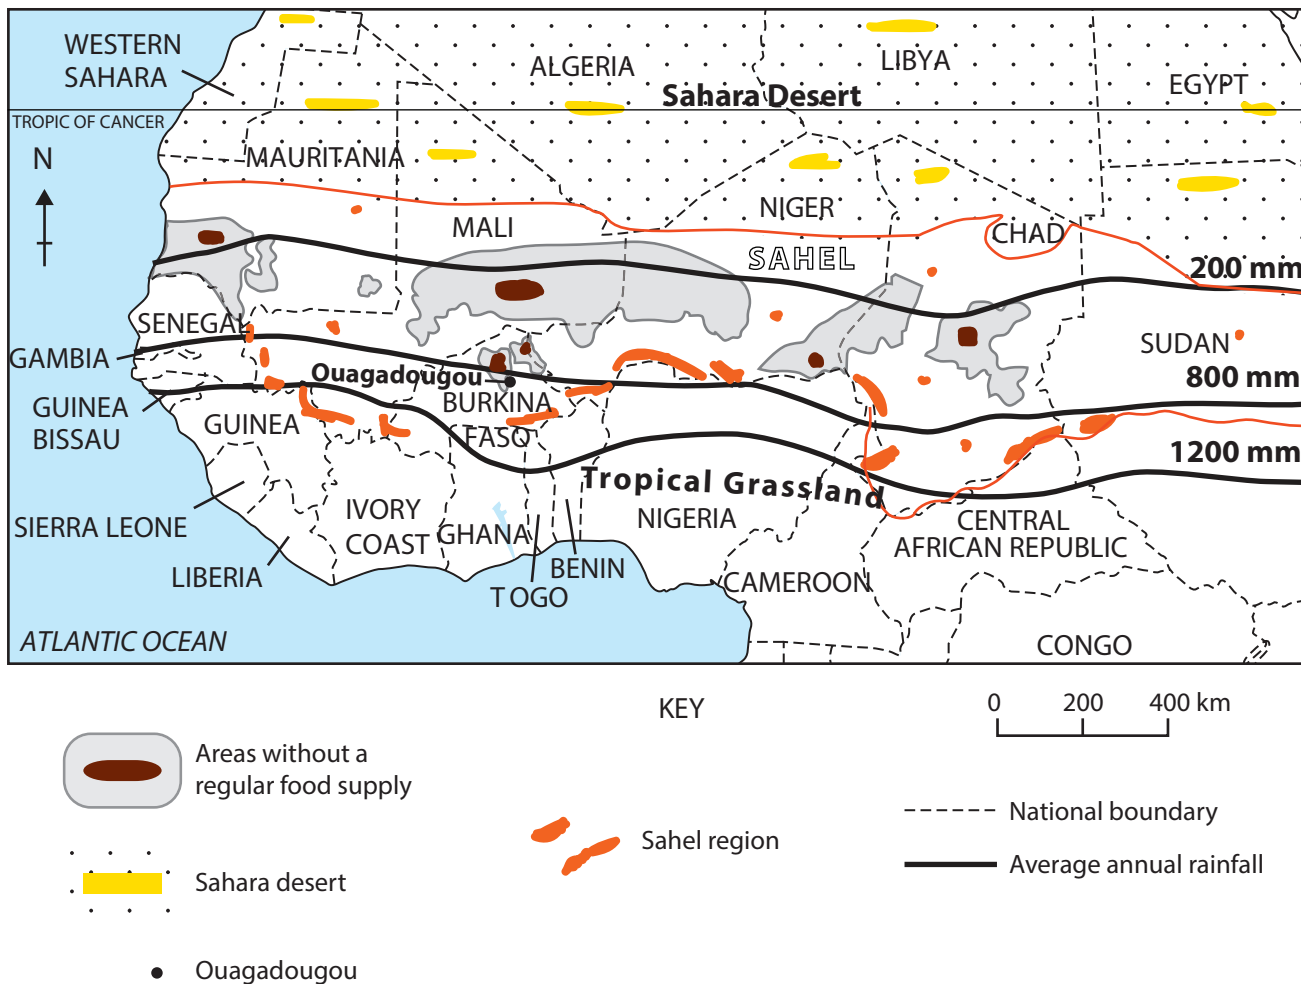 WESTERN
SAHARA
ALGERIA
LIBYA
EGYPT
Sahara Desert
TROPIC OF CANCER
N
MAURITANIA
MALI
NIGER
CHAD
SAHEL
200 mm
SENEGAL
GAMBIA
SUDAN
Ouagadougou
800 mm
BURKINA
FASO
GUINEA
BISSAU
GUINEA
1200 mm
Tropical Grassland
IVORY
COAST
GHANA
NIGERIA
CENTRAL
AFRICAN REPUBLIC
SIERRA LEONE
LIBERIA
BENIN
TOGO
CAMEROON
ATLANTIC OCEAN
CONGO
KEY
0 200 400 km
Areas without a
regular food supply
Sahara desert
Ouagadougou
Sahel region
National boundary
Average annual rainfall